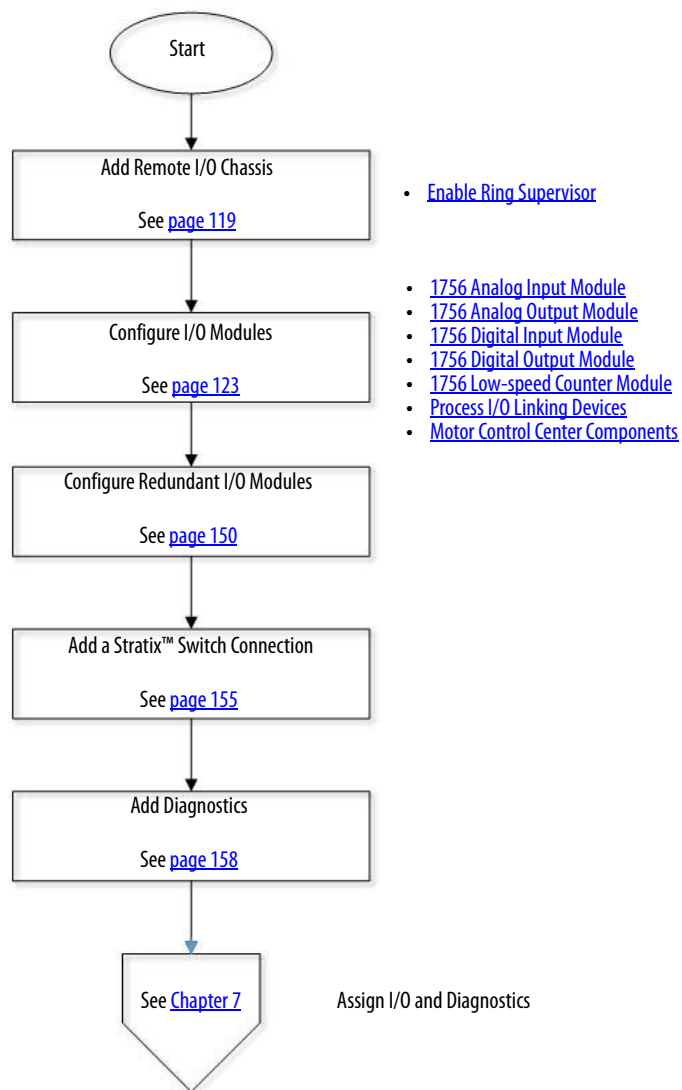 Start
Add Remote I/O Chassis
See page 119
• Enable Ring Supervisor
• 1756 Analog Input Module
• 1756 Analog Output Module
• 1756 Digital Input Module
• 1756 Digital Output Module
• 1756 Low-speed Counter Module
• Process I/O Linking Devices
• Motor Control Center Components
Configure I/O Modules
See page 123
Configure Redundant I/O Modules
See page 150
Add a Stratix™ Switch Connection
See page 155
Add Diagnostics
See page 158
See Chapter 7
Assign I/O and Diagnostics